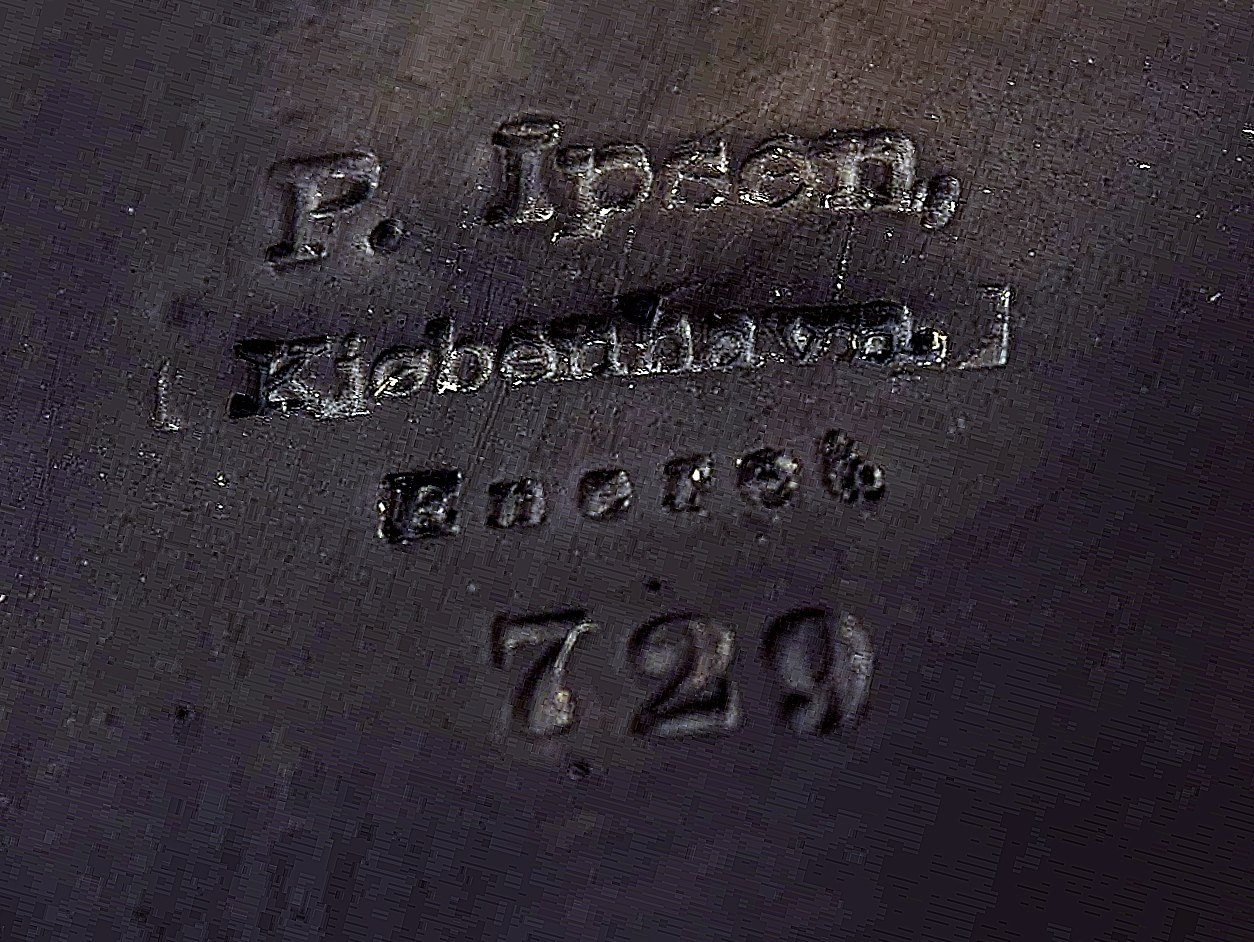 P. Ipsen,
Kjøbenhavn.
Eneret
729